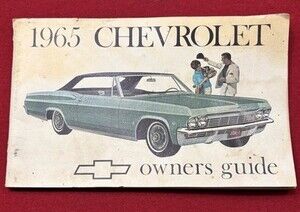 1965 CHEVROLET
owners guide